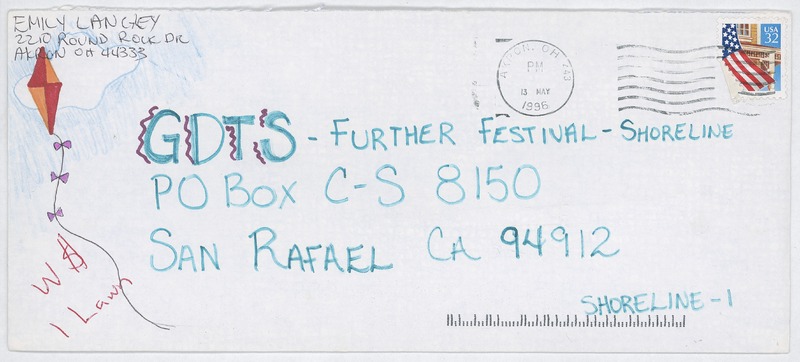 EMILY LANGLEY
2210 ROUND ROCK DR
AKRON OH 44333
AKRON, OH 443
PM
13 MAY
1996
USA
32
GDTS - FURTHER FESTIVAL - SHORELINE
PO BOX C-S 8150
SAN RAFAEL CA 94912
SHORELINE - 1
1 Lawn